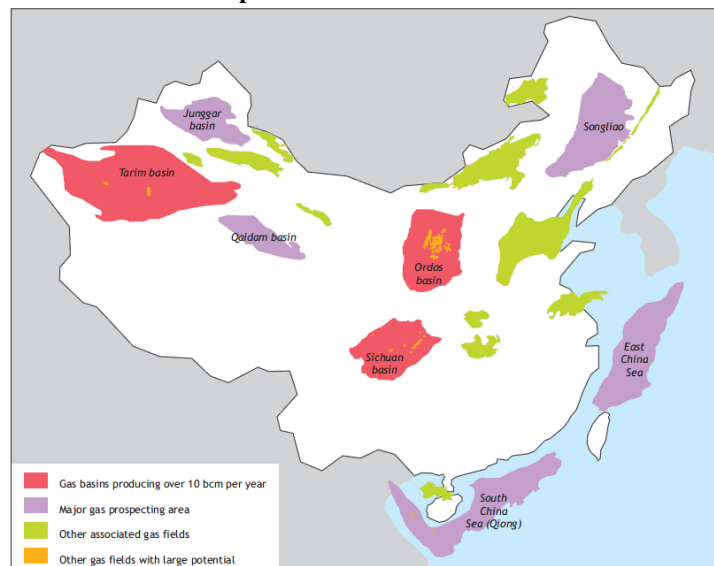 Junggar
basin
Songliao
Tarim basin
Qaidam basin
Ordos
basin
Sichuan
basin
East
China
Sea
South
China
Sea (Qiong)
Gas basins producing over 10 bcm per year
Major gas prospecting area
Other associated gas fields
Other gas fields with large potential